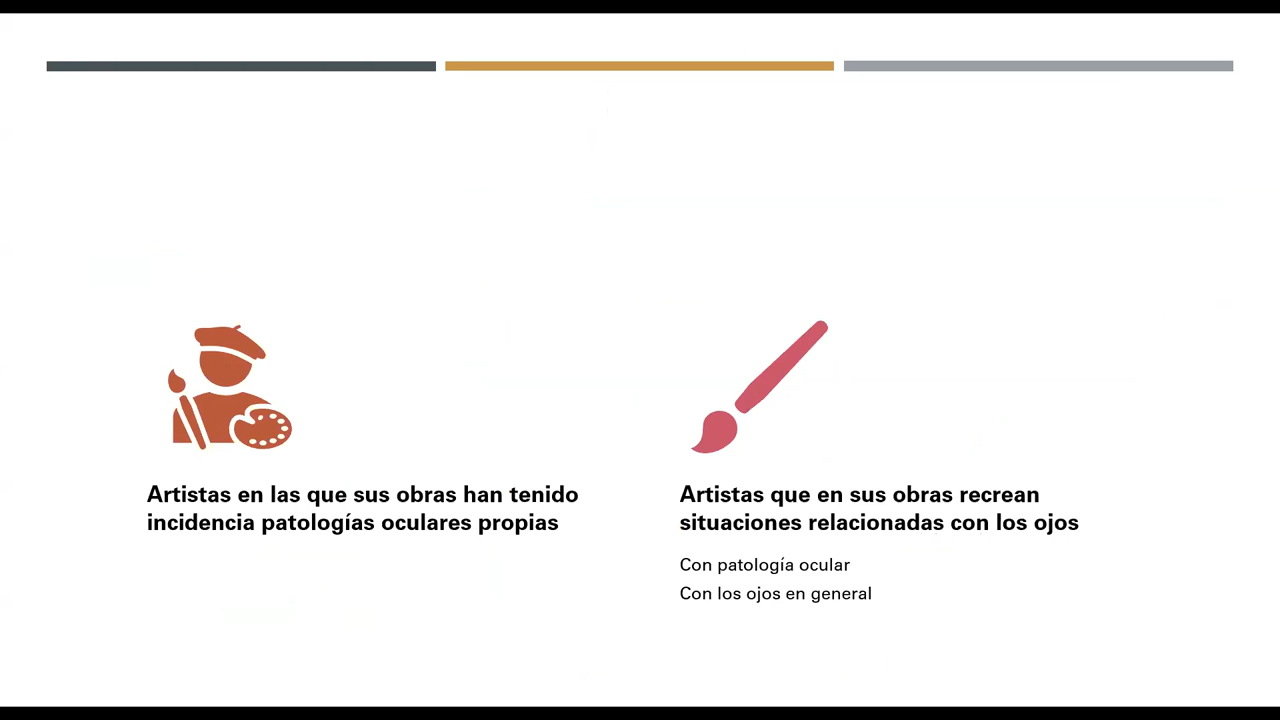 Artistas en las que sus obras han tenido
incidencia patologías oculares propias
Artistas que en sus obras recrean
situaciones relacionadas con los ojos
Con patología ocular
Con los ojos en general